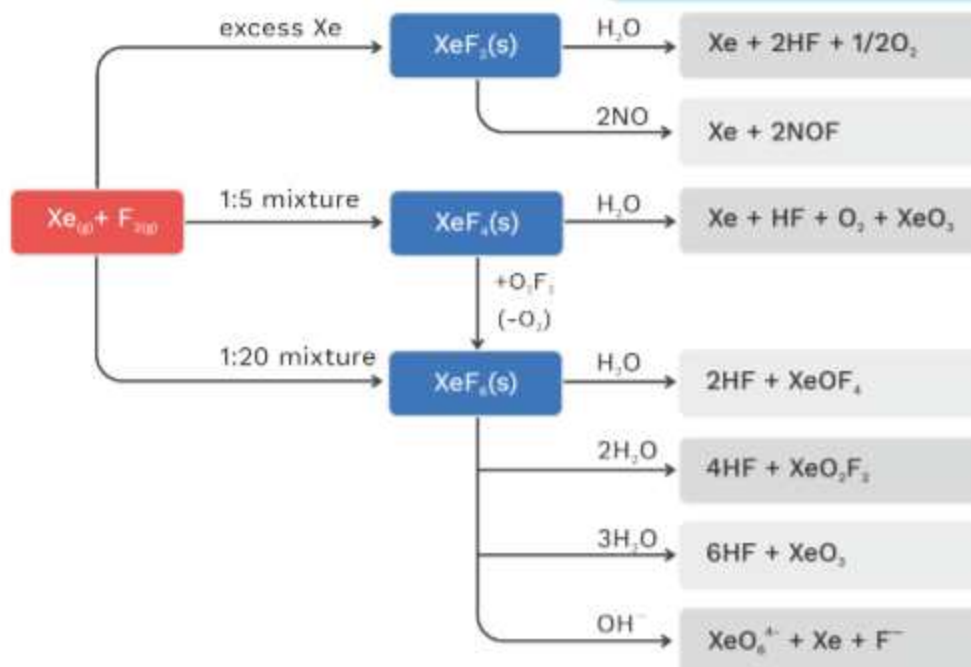 excess Xe
XeF₂(s)
H₂O
Xe + 2HF + 1/2O₂
2NO
Xe + 2NOF
Xe₍g₎+ F₂₍g₎
1:5 mixture
XeF₄(s)
H₂O
Xe + HF + O₂ + XeO₃
+O₂F₂
(-O₂)
1:20 mixture
XeF₆(s)
H₂O
2HF + XeOF₄
2H₂O
4HF + XeO₂F₂
3H₂O
6HF + XeO₃
OH⁻
XeO₆⁴⁻ + Xe + F⁻